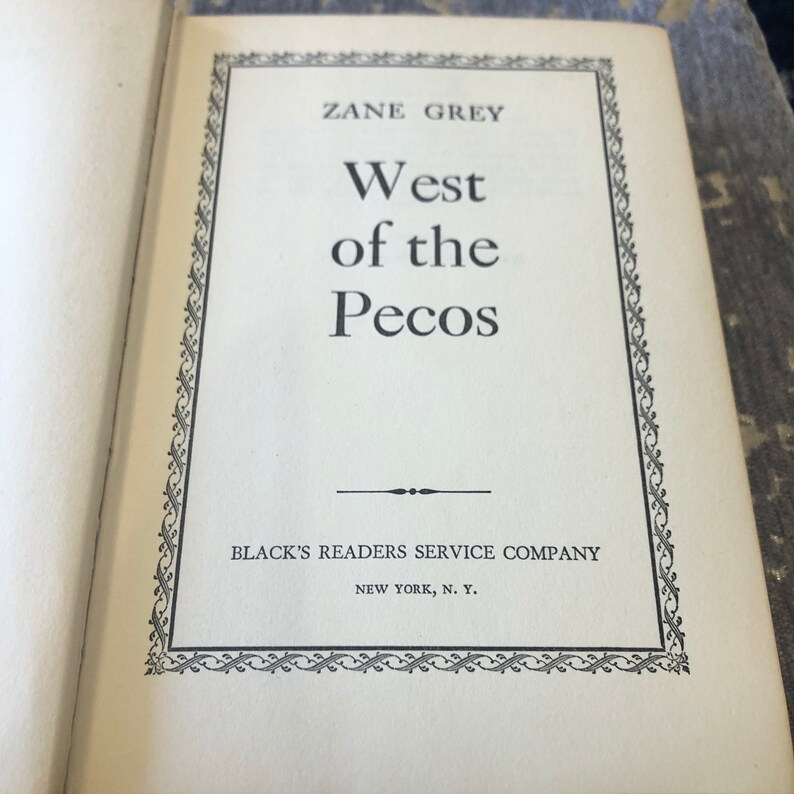 ZANE GREY
West
of the
Pecos
BLACK'S READERS SERVICE COMPANY
NEW YORK, N. Y.